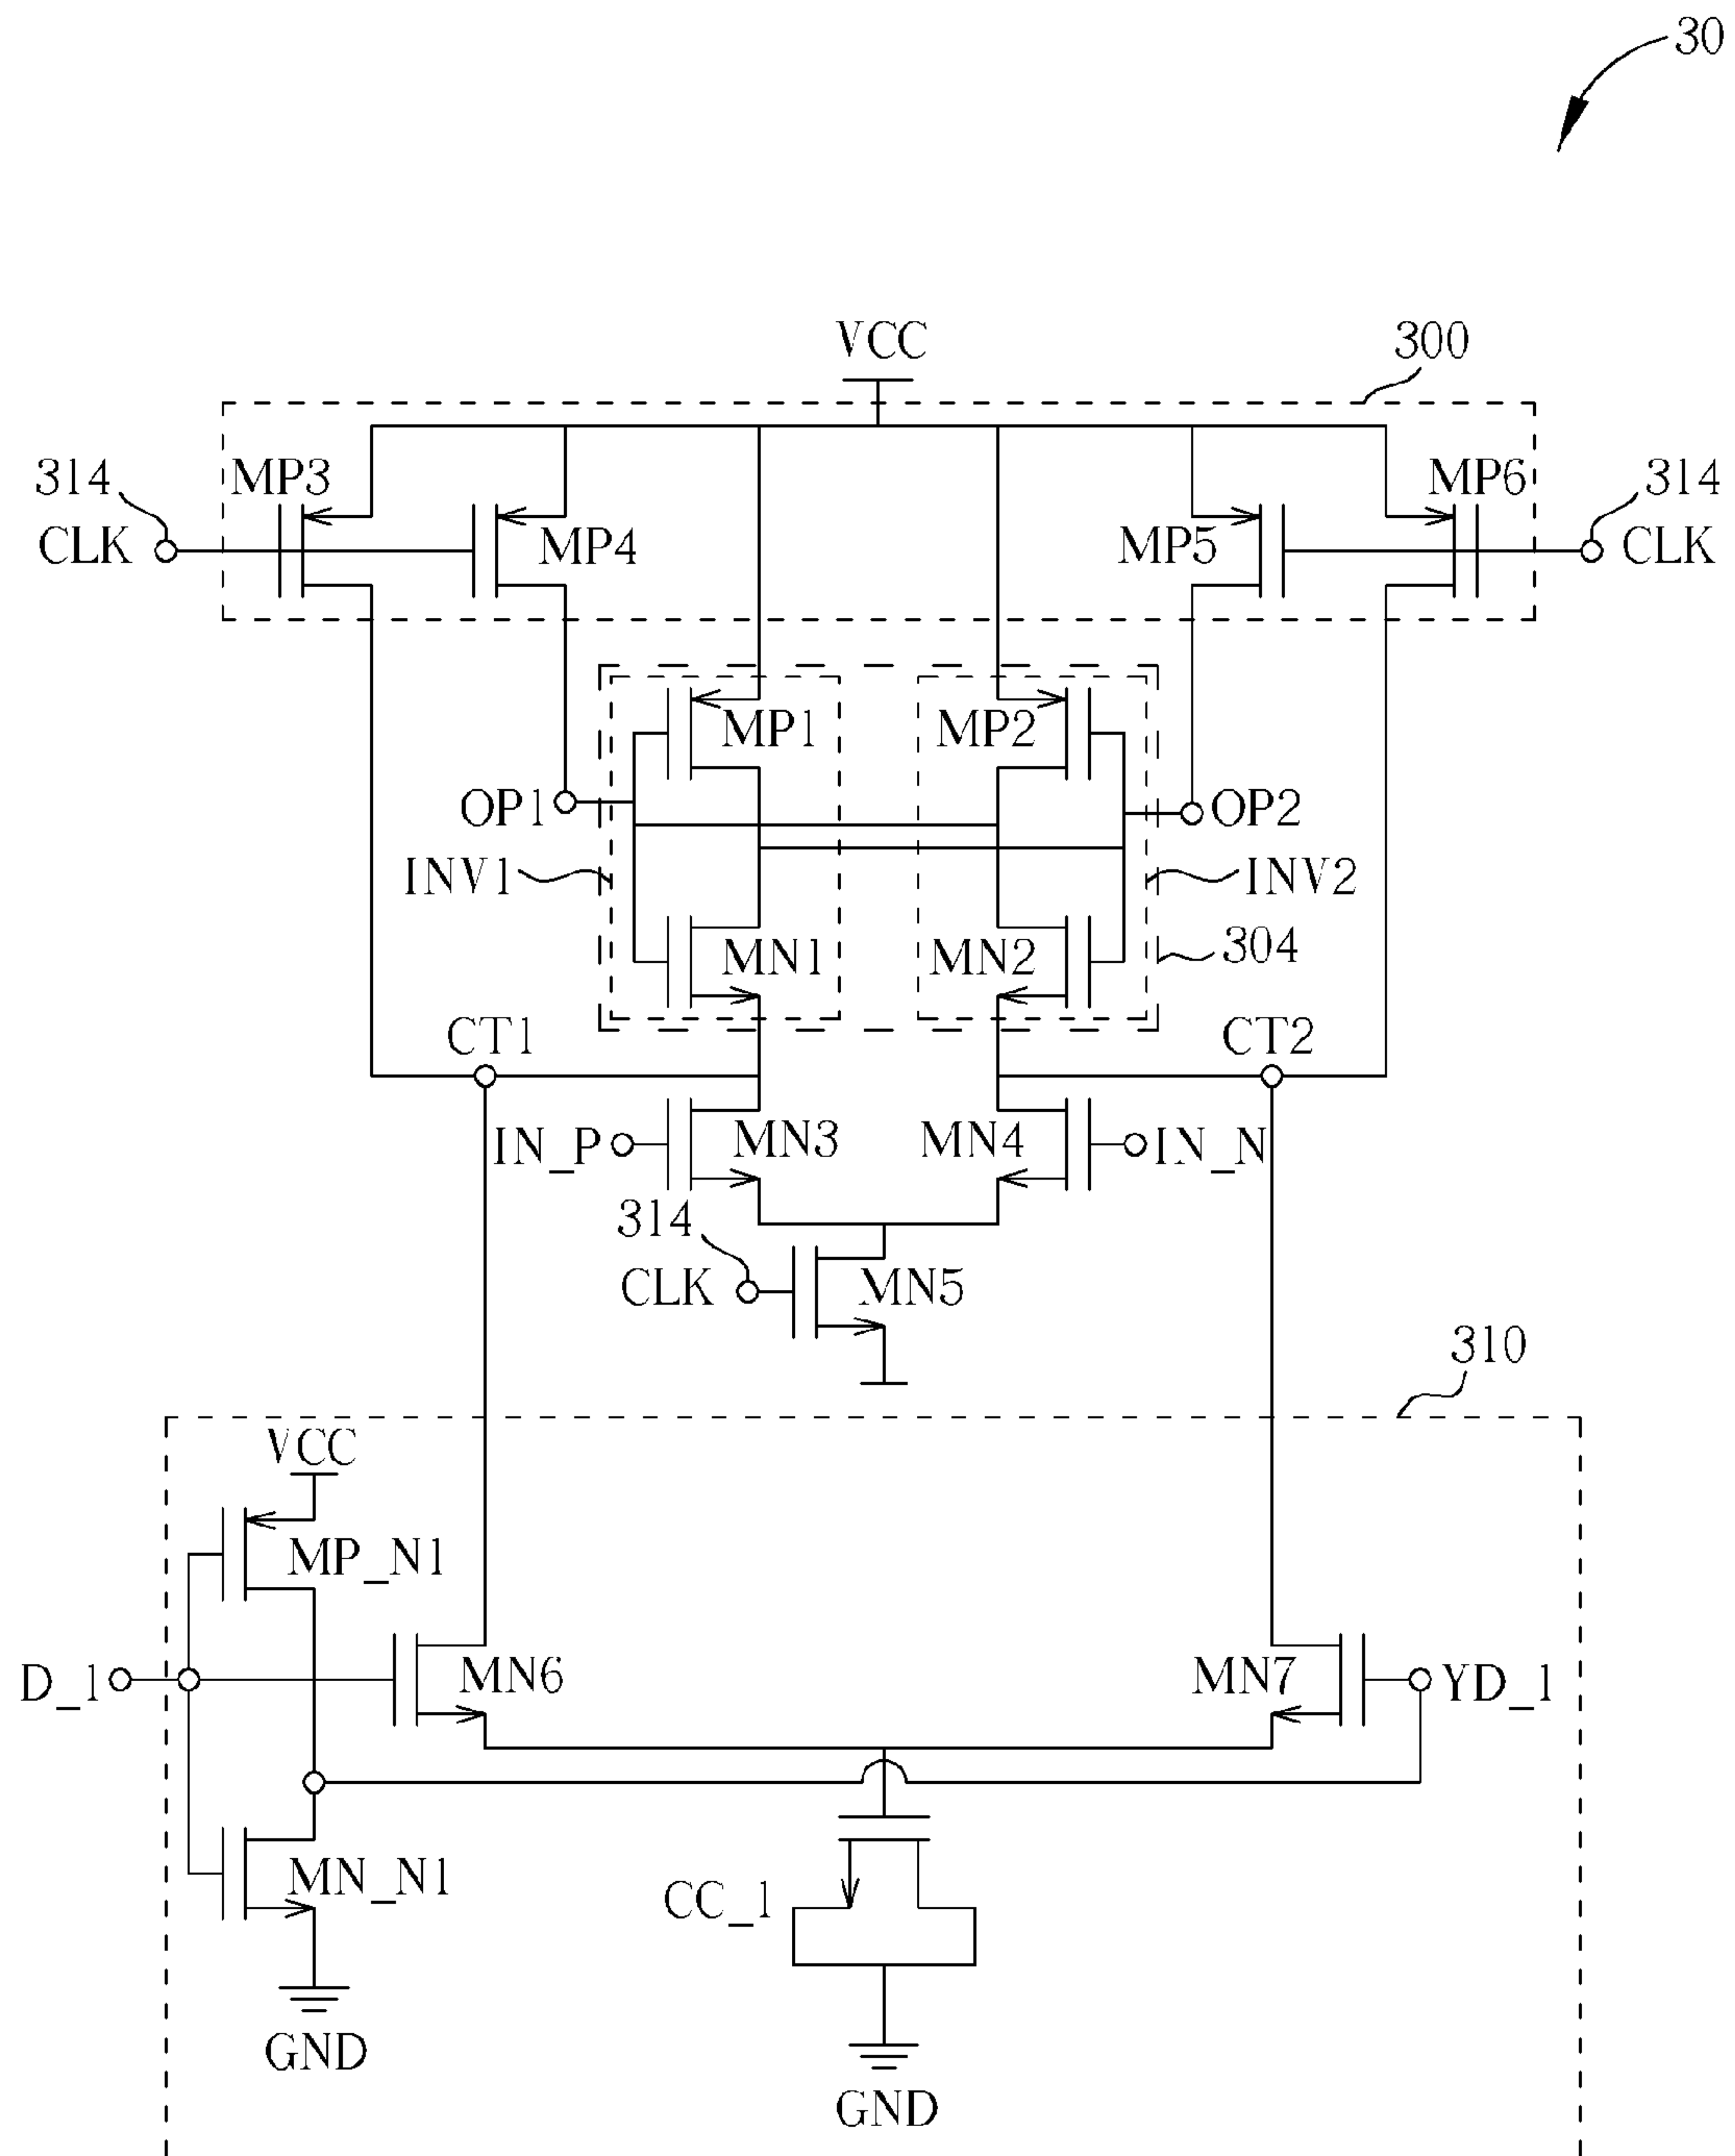 30
VCC
300
314
MP3
MP6
314
CLK
MP4
MP5
CLK
MP1
MP2
OP1
OP2
INV1
INV2
MN1
MN2
304
CT1
CT2
IN_P
MN3
MN4
IN_N
314
CLK
MN5
310
VCC
MP_N1
D_1
MN6
MN7
YD_1
MN_N1
CC_1
GND
GND